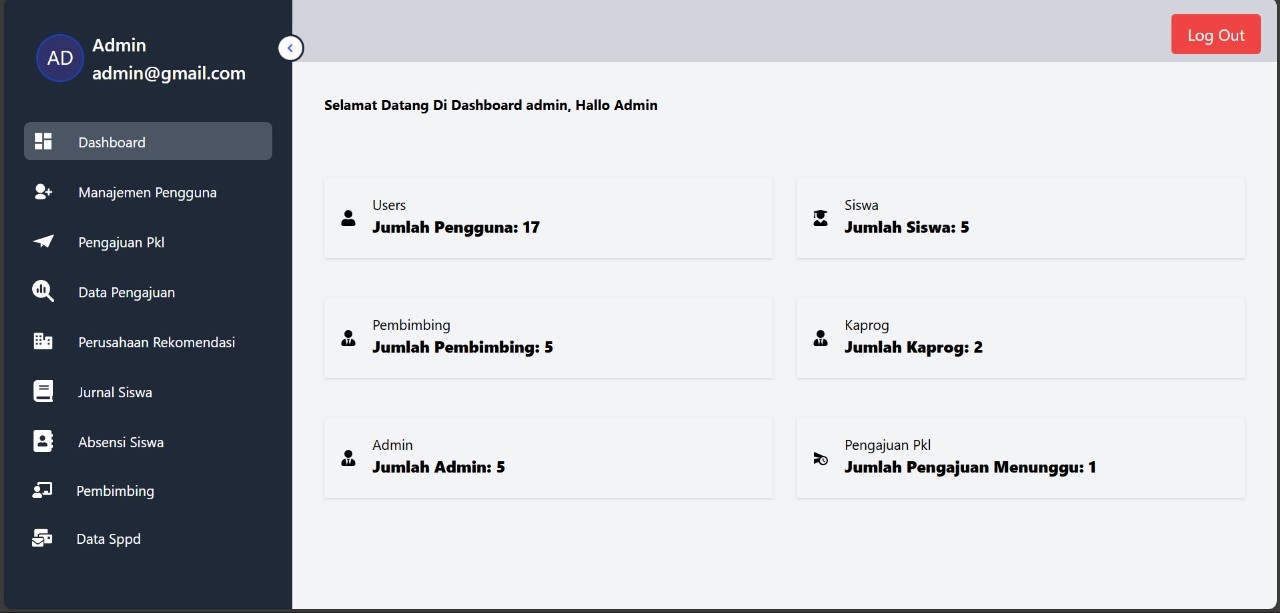 AD
Admin
admin@gmail.com
Dashboard
Manajemen Pengguna
Pengajuan Pkl
Data Pengajuan
Perusahaan Rekomendasi
Jurnal Siswa
Absensi Siswa
Pembimbing
Data Sppd
Log Out
Selamat Datang Di Dashboard admin, Hallo Admin
Users
Jumlah Pengguna: 17
Siswa
Jumlah Siswa: 5
Pembimbing
Jumlah Pembimbing: 5
Kaprog
Jumlah Kaprog: 2
Admin
Jumlah Admin: 5
Pengajuan Pkl
Jumlah Pengajuan Menunggu: 1